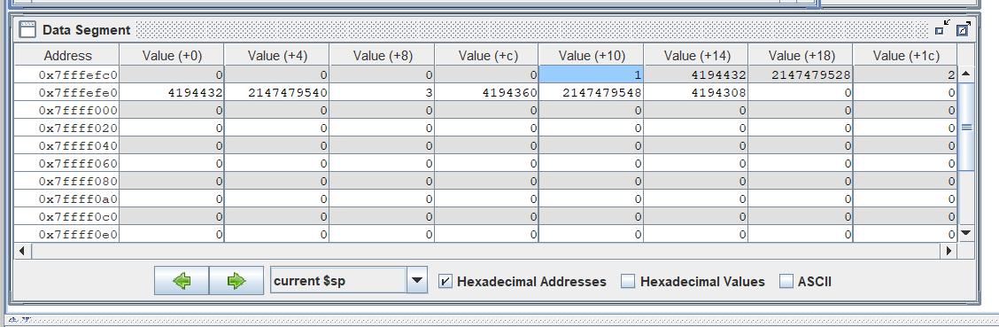 Data Segment
Address Value (+0) Value (+4) Value (+8) Value (+c) Value (+10) Value (+14) Value (+18) Value (+1c)
0x7fffefc0 0 0 0 0 1 4194432 2147479528 2
0x7fffefe0 4194432 2147479540 3 4194360 2147479548 4194308 0 0
0x7ffff000 0 0 0 0 0 0 0 0
0x7ffff020 0 0 0 0 0 0 0 0
0x7ffff040 0 0 0 0 0 0 0 0
0x7ffff060 0 0 0 0 0 0 0 0
0x7ffff080 0 0 0 0 0 0 0 0
0x7ffff0a0 0 0 0 0 0 0 0 0
0x7ffff0c0 0 0 0 0 0 0 0 0
0x7ffff0e0 0 0 0 0 0 0 0 0
current $sp Hexadecimal Addresses Hexadecimal Values ASCII